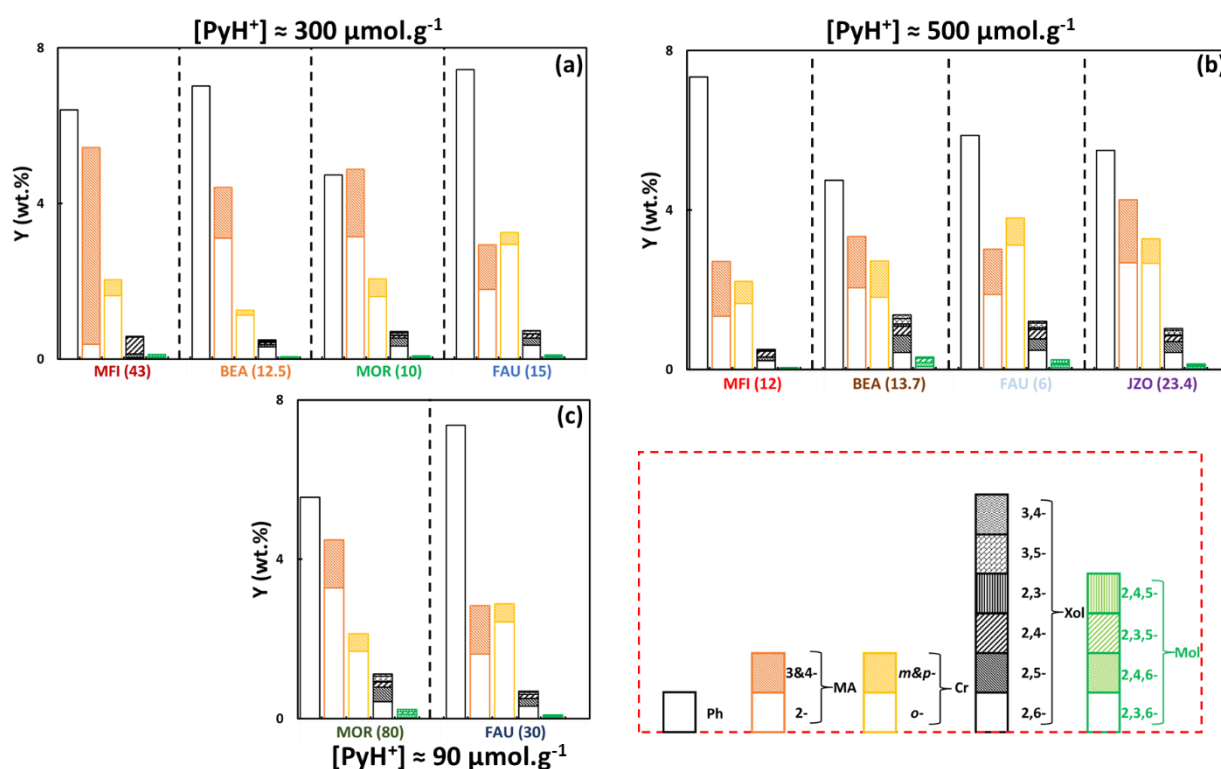 [PyH⁺] ≈ 300 μmol.g⁻¹
(a)
8
4
0
Y (wt.%)
MFI (43) BEA (12.5) MOR (10) FAU (15)
[PyH⁺] ≈ 500 μmol.g⁻¹
(b)
8
4
0
Y (wt.%)
MFI (12) BEA (13.7) FAU (6) JZO (23.4)
(c)
8
4
0
Y (wt.%)
MOR (80) FAU (30)
[PyH⁺] ≈ 90 μmol.g⁻¹
Ph
3&4-
2-
MA
m&p-
o-
Cr
3,4-
3,5-
2,3-
2,4-
2,5-
2,6-
Xol
2,4,5-
2,3,5-
2,4,6-
2,3,6-
Mol